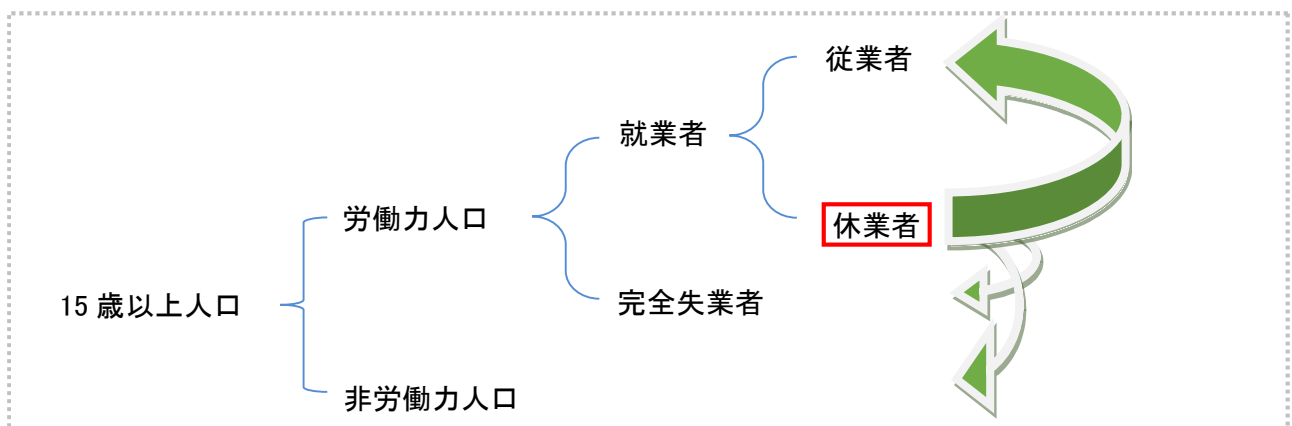 従業者
就業者
休業者
労働力人口
完全失業者
15 歳以上人口
非労働力人口